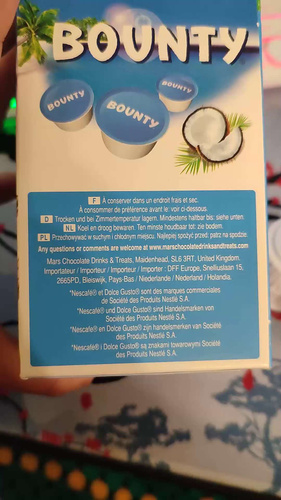 BOUNTY
BOUNTY
BOUNTY
BOUNTY
F À conserver dans un endroit frais et sec.
À consommer de préférence avant le: voir ci-dessous.
D Trocken und bei Zimmertemperatur lagern. Mindestens haltbar bis: siehe unten.
NL Koel en droog bewaren. Ten minste houdbaar tot: zie bodem.
PL Przechowywać w suchym i chłodnym miejscu. Najlepiej spożyć przed: patrz na spodzie.
Any questions or comments are welcome at www.marschocolatedrinksandtreats.com
Mars Chocolate Drinks & Treats, Maidenhead, SL6 3RT, United Kingdom.
Importateur / Importeur / Importeur / Importer : DFF Europe, Snelliuslaan 15,
2665PD, Bleiswijk, Pays-Bas / Niederlande / Nederland / Holandia.
"Nescafé® et Dolce Gusto® sont des marques commerciales
de Société des Produits Nestlé S.A.
"Nescafé® und Dolce Gusto® sind Handelsmarken von
Société des Produits Nestlé S.A.
"Nescafé® en Dolce Gusto® zijn handelsmerken van Société
des Produits Nestlé S.A.
"Nescafé® i Dolce Gusto® są znakami towarowymi Société
des Produits Nestlé S.A.